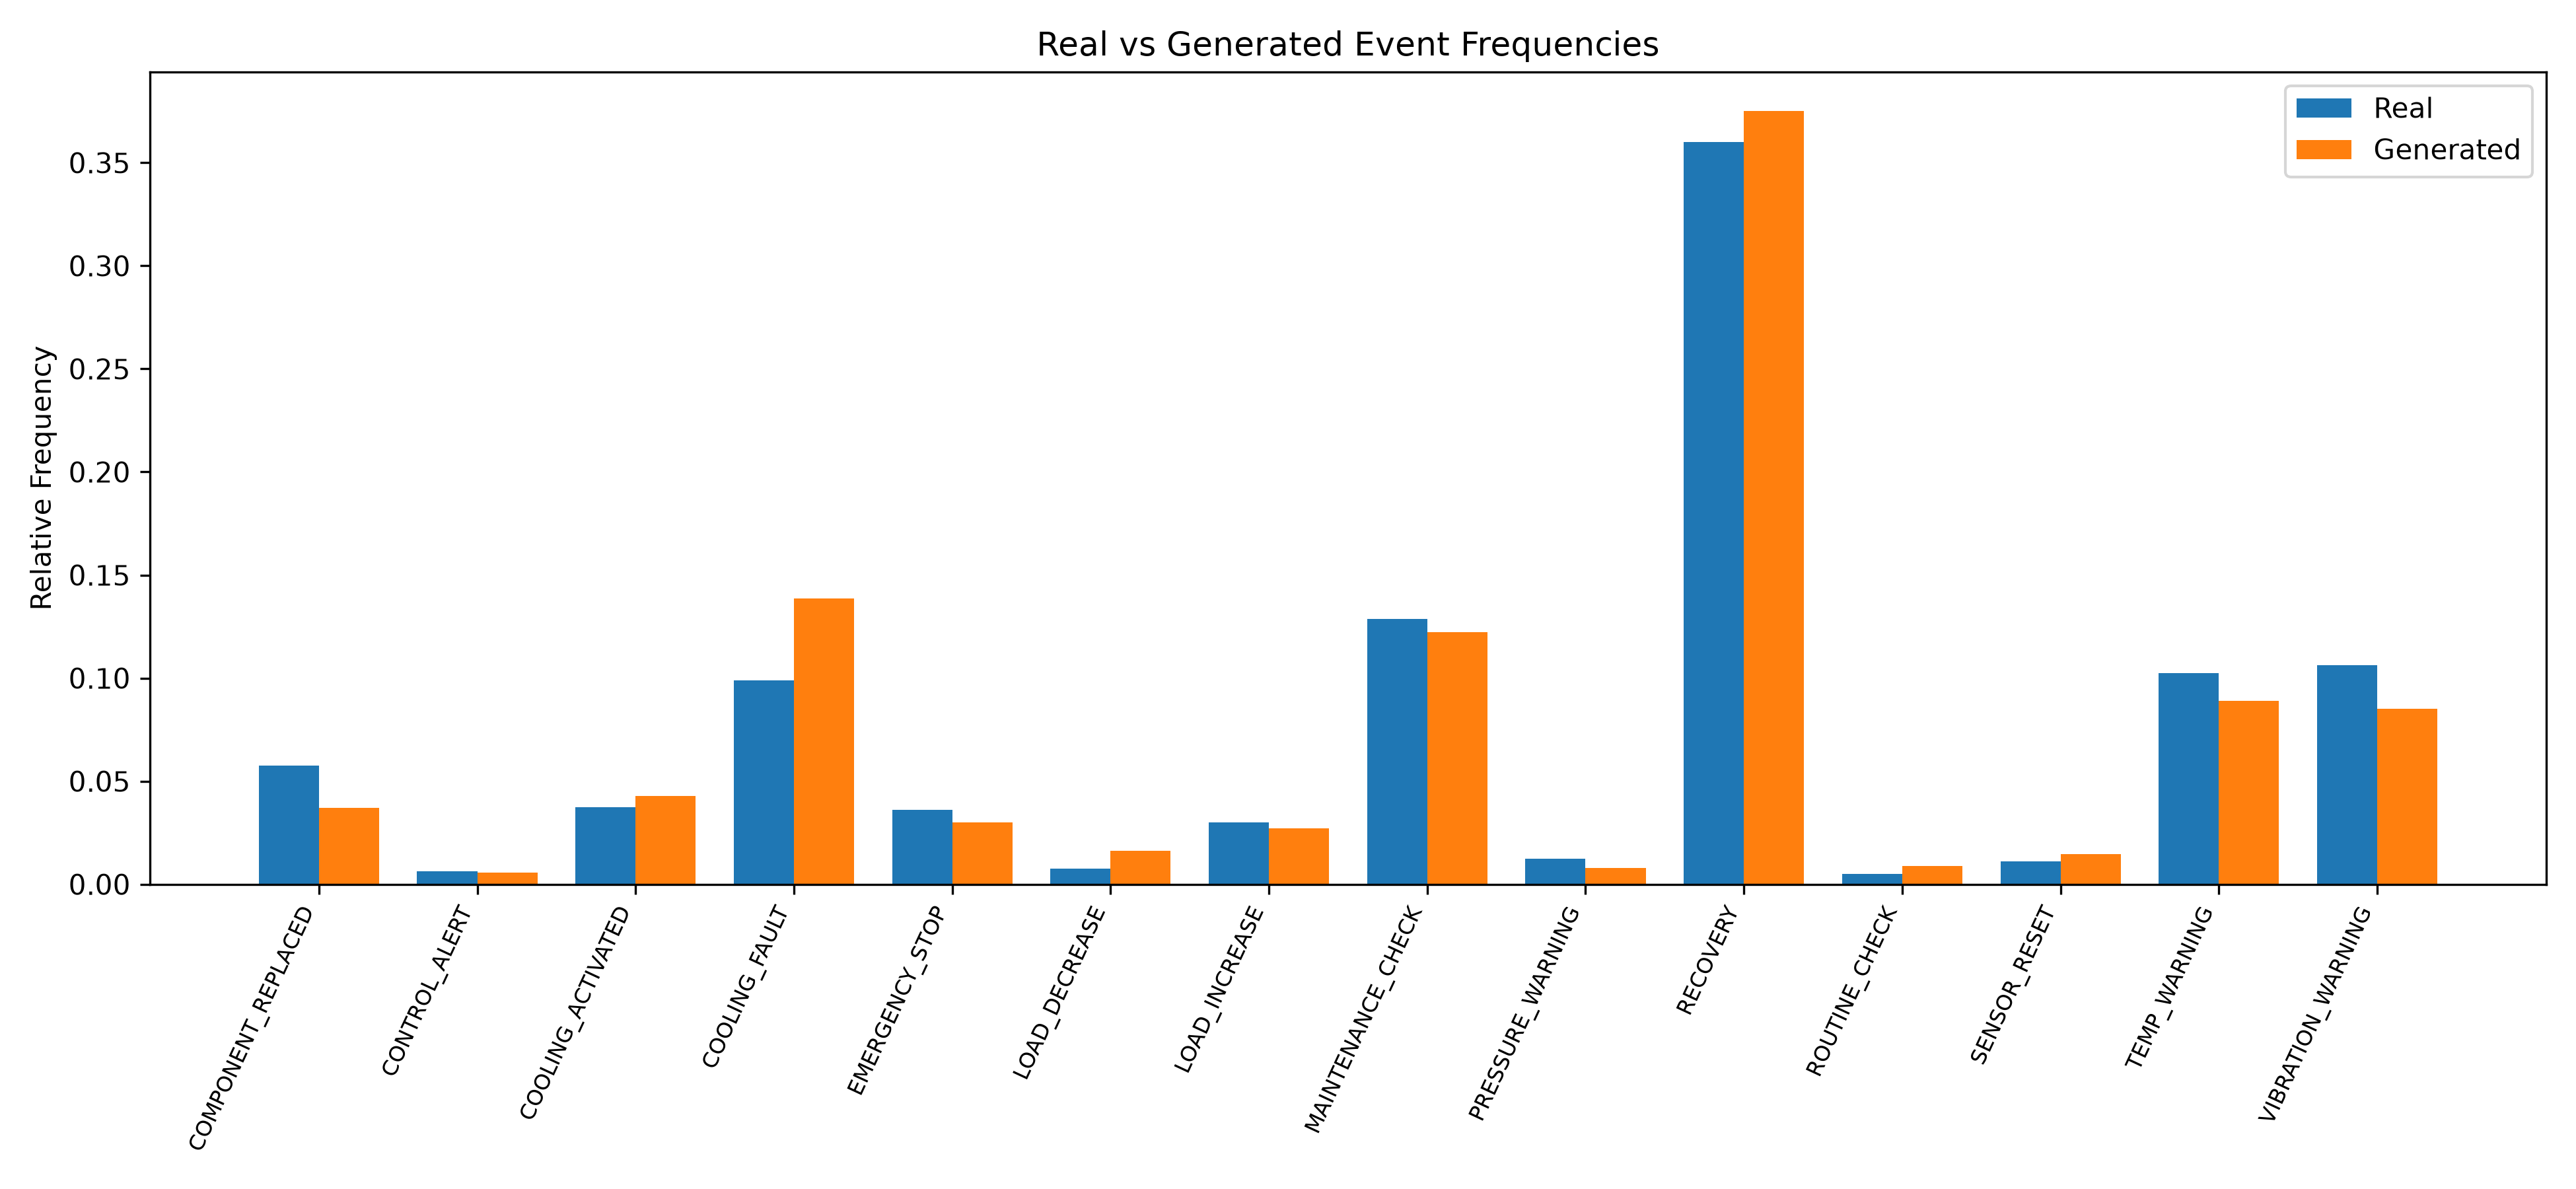 Real vs Generated Event Frequencies
Real
Generated
Relative Frequency
0.35
0.30
0.25
0.20
0.15
0.10
0.05
0.00
COMPONENT_REPLACED
CONTROL_ALERT
COOLING_ACTIVATED
COOLING_FAULT
EMERGENCY_STOP
LOAD_DECREASE
LOAD_INCREASE
MAINTENANCE_CHECK
PRESSURE_WARNING
RECOVERY
ROUTINE_CHECK
SENSOR_RESET
TEMP_WARNING
VIBRATION_WARNING